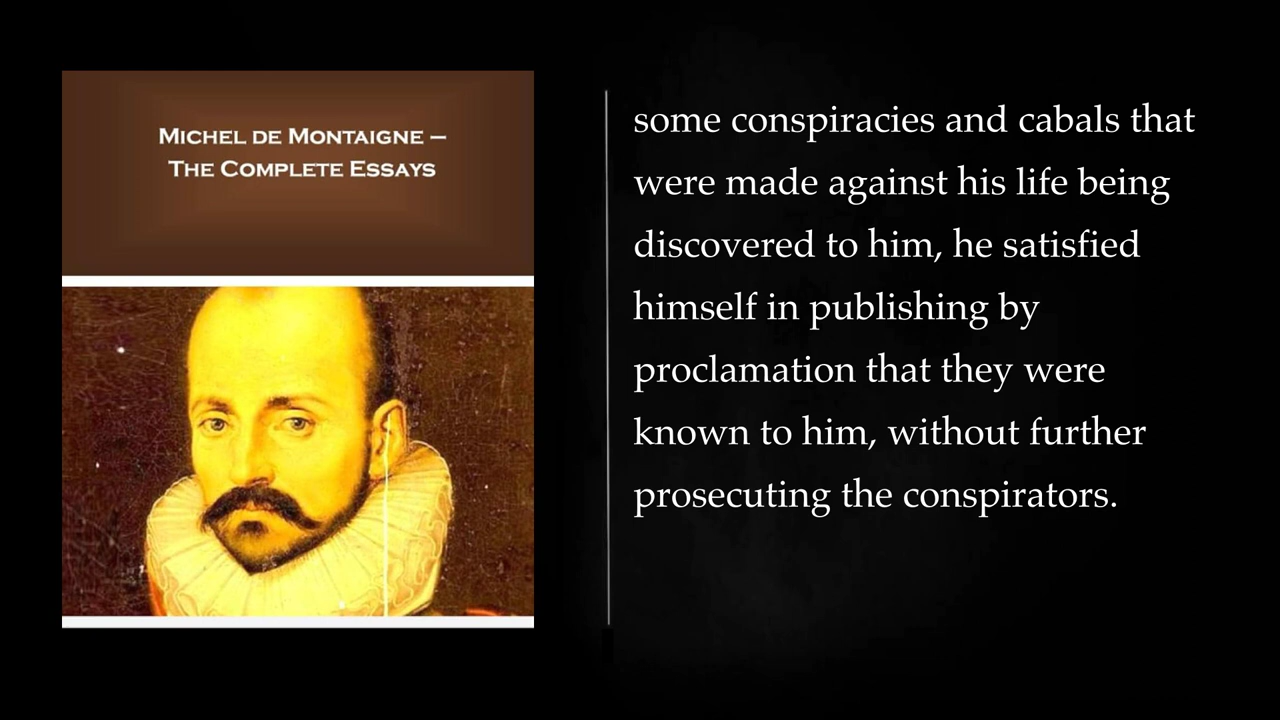 MICHEL DE MONTAIGNE –
THE COMPLETE ESSAYS
some conspiracies and cabals that
were made against his life being
discovered to him, he satisfied
himself in publishing by
proclamation that they were
known to him, without further
prosecuting the conspirators.